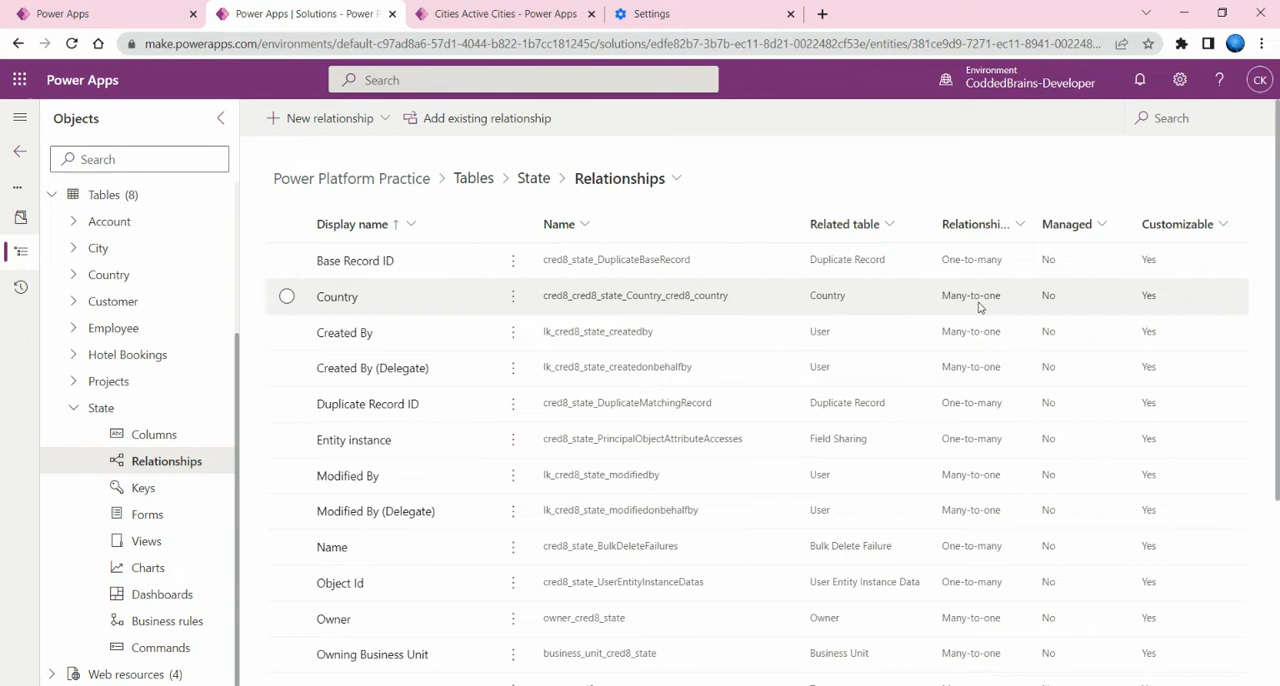 Power Apps
Power Apps | Solutions - Power P
Cities Active Cities - Power Apps
Settings
make.powerapps.com/environments/default-c97ad8a6-57d1-4044-b822-1b7cc181245c/solutions/edfe82b7-3b7b-ec11-8d21-0022482cf53e/entities/381ce9d9-7271-ec11-8941-002248...
Power Apps
Search
Environment
CoddedBrains-Developer
CK
Objects
New relationship
Add existing relationship
Search
Search
Power Platform Practice > Tables > State > Relationships
Tables (8)
Account
City
Country
Customer
Employee
Hotel Bookings
Projects
State
Columns
Relationships
Keys
Forms
Views
Charts
Dashboards
Business rules
Commands
Web resources (4)
Display name ↑ Name Related table Relationshi... Managed Customizable
Base Record ID cred8_state_DuplicateBaseRecord Duplicate Record One-to-many No Yes
Country cred8_cred8_state_Country_cred8_country Country Many-to-one No Yes
Created By lk_cred8_state_createdby User Many-to-one No Yes
Created By (Delegate) lk_cred8_state_createdonbehalfby User Many-to-one No Yes
Duplicate Record ID cred8_state_DuplicateMatchingRecord Duplicate Record One-to-many No Yes
Entity instance cred8_state_PrincipalObjectAttributeAccesses Field Sharing One-to-many No Yes
Modified By lk_cred8_state_modifiedby User Many-to-one No Yes
Modified By (Delegate) lk_cred8_state_modifiedonbehalfby User Many-to-one No Yes
Name cred8_state_BulkDeleteFailures Bulk Delete Failure One-to-many No Yes
Object Id cred8_state_UserEntityInstanceDatas User Entity Instance Data One-to-many No Yes
Owner owner_cred8_state Owner Many-to-one No Yes
Owning Business Unit business_unit_cred8_state Business Unit Many-to-one No Yes